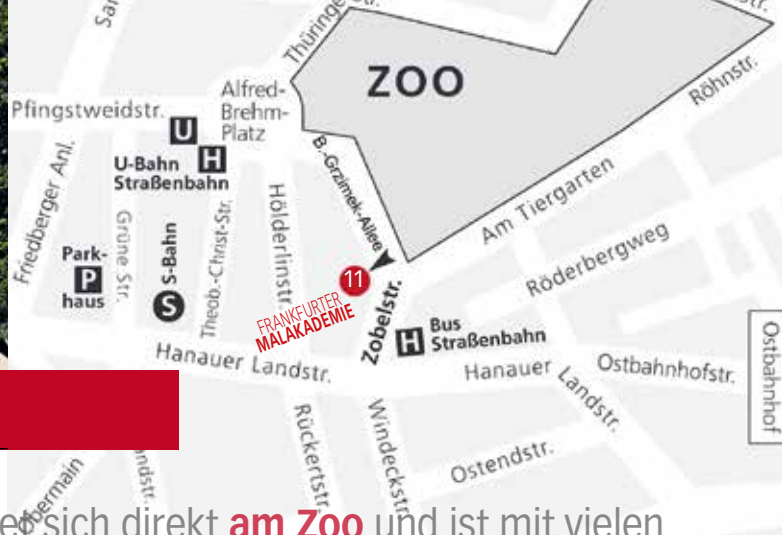 Thüringer Str.
ZOO
Röhnstr.
Pfingstweidstr.
Alfred-
Brehm-
Platz
U
H
U-Bahn
Straßenbahn
B.-Grzimek-Allee
Am Tiergarten
Friedberger Anl.
Grüne Str.
S-Bahn
S
Theob.-Christ-Str.
Hölderlinstr.
Röderbergweg
Park-
P
haus
11
FRANKFURTER
MALAKADEMIE
Zobelstr.
H
Bus
Straßenbahn
Hanauer Landstr.
Hanauer Landstr.
Ostbahnhofstr.
Ostbahnhof
Rückertstr.
Windeckstr.
Ostendstr.
sich direkt am Zoo und ist mit vielen